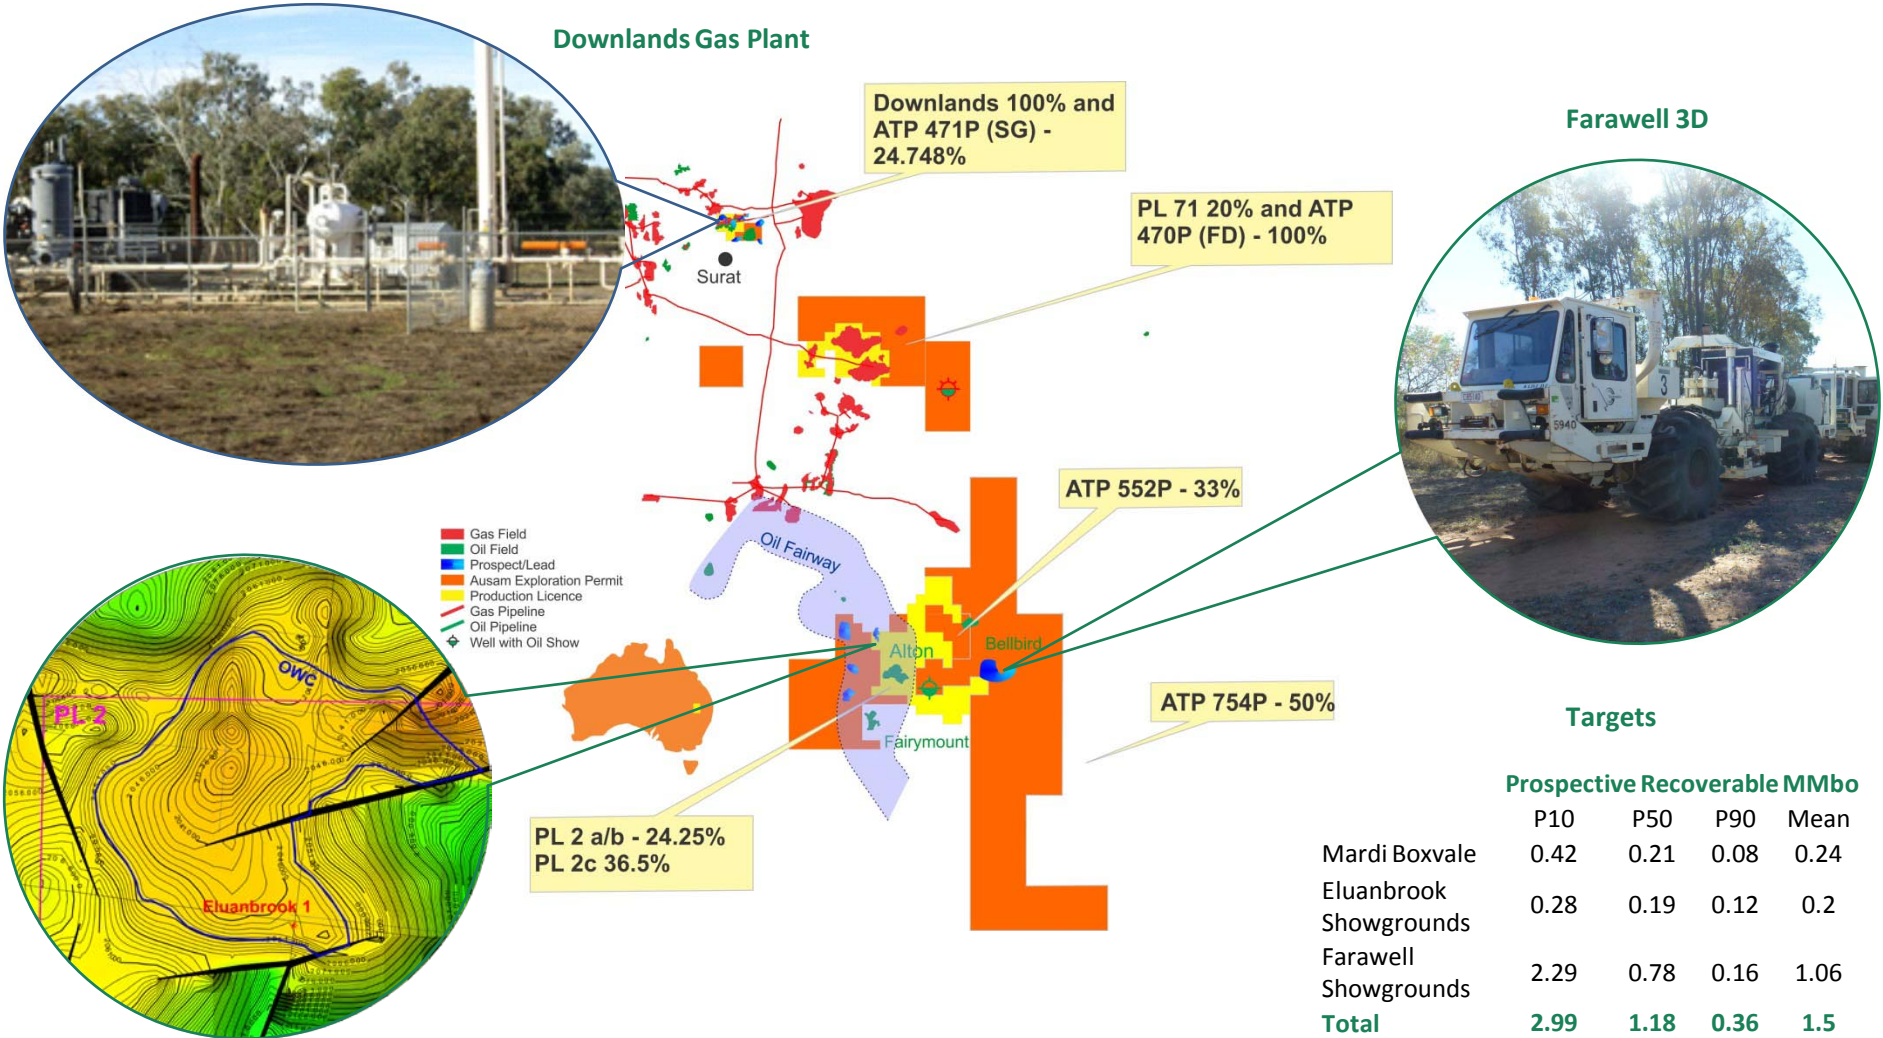 Downlands Gas Plant
Downlands 100% and
ATP 471P (SG) -
24.748%
Farawell 3D
PL 71 20% and ATP
470P (FD) - 100%
Surat
3
5940
ATP 552P - 33%
Oil Fairway
Gas Field
Oil Field
Prospect/Lead
Ausam Exploration Permit
Production Licence
Gas Pipeline
Oil Pipeline
Well with Oil Show
Alton
Bellbird
OWC
PL 2
ATP 754P - 50%
Fairymount
Eluanbrook 1
PL 2 a/b - 24.25%
PL 2c 36.5%
Targets
Prospective Recoverable MMbo
P10 P50 P90 Mean
Mardi Boxvale 0.42 0.21 0.08 0.24
Eluanbrook
Showgrounds 0.28 0.19 0.12 0.2
Farawell
Showgrounds 2.29 0.78 0.16 1.06
Total 2.99 1.18 0.36 1.5